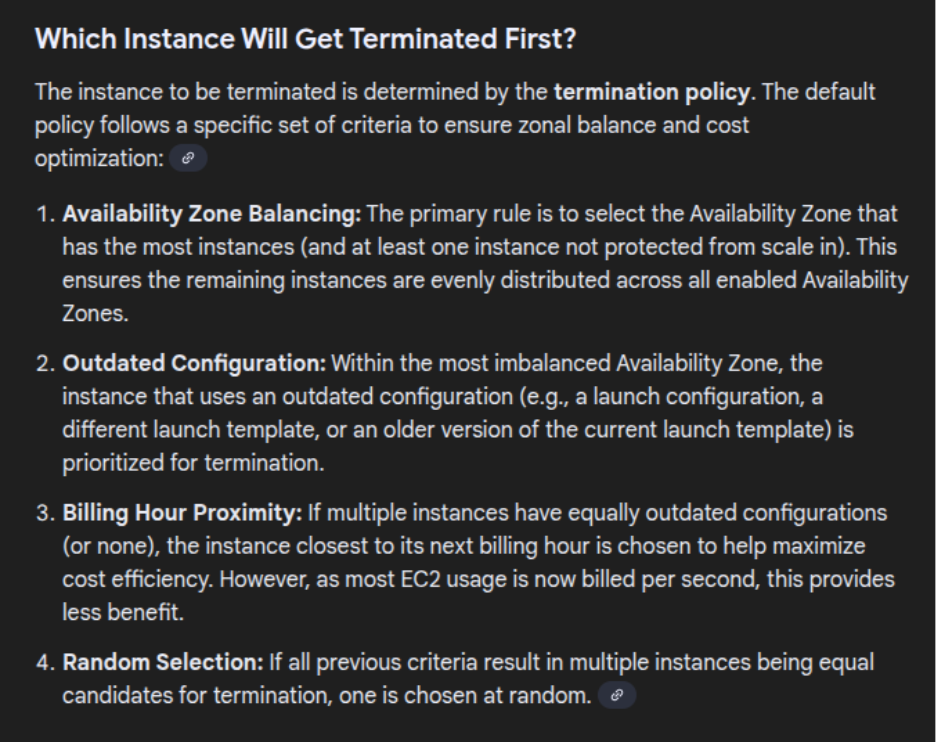 Which Instance Will Get Terminated First?
The instance to be terminated is determined by the termination policy. The default
policy follows a specific set of criteria to ensure zonal balance and cost
optimization:
1. Availability Zone Balancing: The primary rule is to select the Availability Zone that
has the most instances (and at least one instance not protected from scale in). This
ensures the remaining instances are evenly distributed across all enabled Availability
Zones.
2. Outdated Configuration: Within the most imbalanced Availability Zone, the
instance that uses an outdated configuration (e.g., a launch configuration, a
different launch template, or an older version of the current launch template) is
prioritized for termination.
3. Billing Hour Proximity: If multiple instances have equally outdated configurations
(or none), the instance closest to its next billing hour is chosen to help maximize
cost efficiency. However, as most EC2 usage is now billed per second, this provides
less benefit.
4. Random Selection: If all previous criteria result in multiple instances being equal
candidates for termination, one is chosen at random.